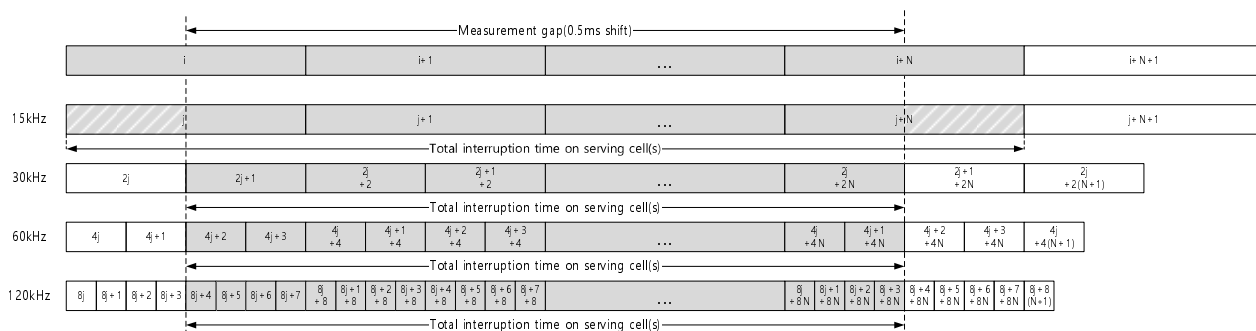 Measurement gap(0.5ms shift)
i i+1 ... i+N i+N+1
15kHz j j+1 j+N j+N+1
Total interruption time on serving cell(s)
30kHz 2j 2j+1 2j +2 2j+1 +2 ... 2j +2N 2j+1 +2N 2j +2(N+1)
Total interruption time on serving cell(s)
60kHz 4j 4j+1 4j+2 4j+3 4j +4 4j+1 +4 4j+2 +4 4j+3 +4 ... 4j +4N 4j+1 +4N 4j+2 +4N 4j+3 +4N 4j +4(N+1)
Total interruption time on serving cell(s)
120kHz 8j 8j+1 8j+2 8j+3 8j+4 8j+5 8j+6 8j+7 8j +8 8j+1 +8 8j+2 +8 8j+3 +8 8j+4 +8 8j+5 +8 8j+6 +8 8j+7 +8 ... 8j +8N 8j+1 +8N 8j+2 +8N 8j+3 +8N 8j+4 +8N 8j+5 +8N 8j+6 +8N 8j+7 +8N 8j+8 (N+1)
Total interruption time on serving cell(s)